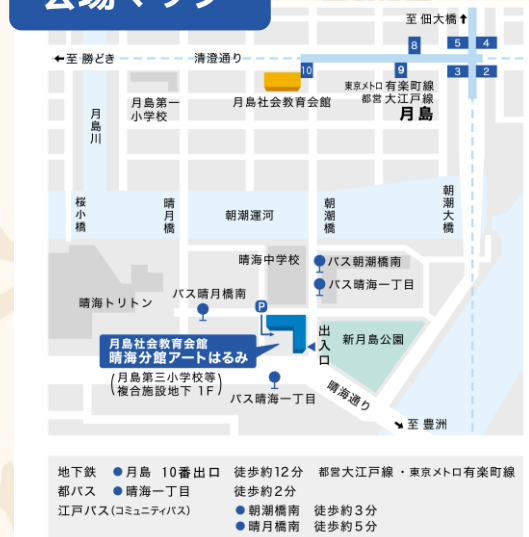 会場マップ
至 佃大橋↑
8
5
4
←至 勝どき
清澄通り
10
9
3
2
東京メトロ 有楽町線
都営 大江戸線
月島
月島第一
小学校
月島社会教育会館
月島川
桜小橋
晴月橋
朝潮運河
朝潮橋
朝潮大橋
晴海中学校
バス朝潮橋南
バス晴海一丁目
晴海トリトン
バス晴月橋南
P
出入口
新月島公園
月島社会教育会館
晴海分館アートはるみ
(月島第三小学校等
複合施設地下 1F)
バス晴海一丁目
晴海通り
↘至 豊洲
地下鉄 ●月島 10番出口 徒歩約12分 都営大江戸線・東京メトロ有楽町線
都バス ●晴海一丁目 徒歩約2分
江戸バス(コミュニティバス) ●朝潮橋南 徒歩約3分
●晴月橋南 徒歩約5分